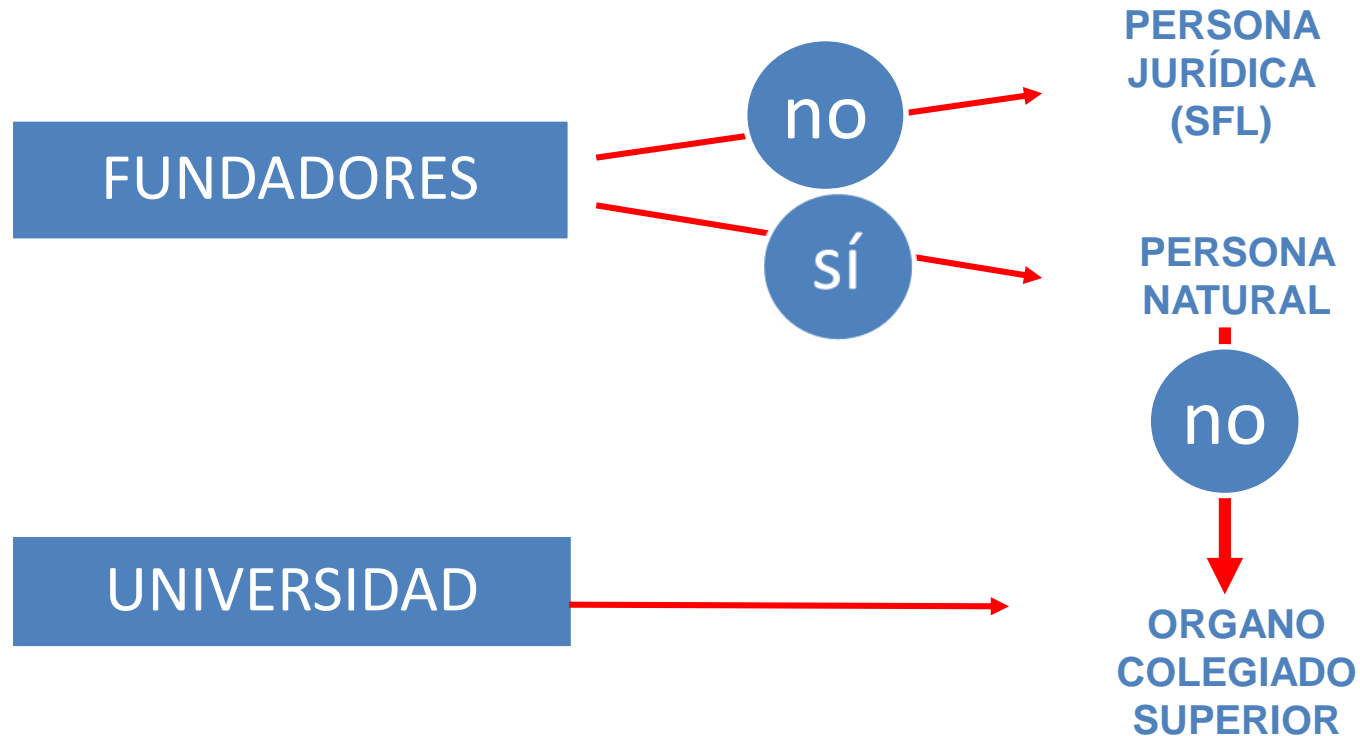 FUNDADORES
no
PERSONA
JURÍDICA
(SFL)
sí
PERSONA
NATURAL
no
UNIVERSIDAD
ORGANO
COLEGIADO
SUPERIOR